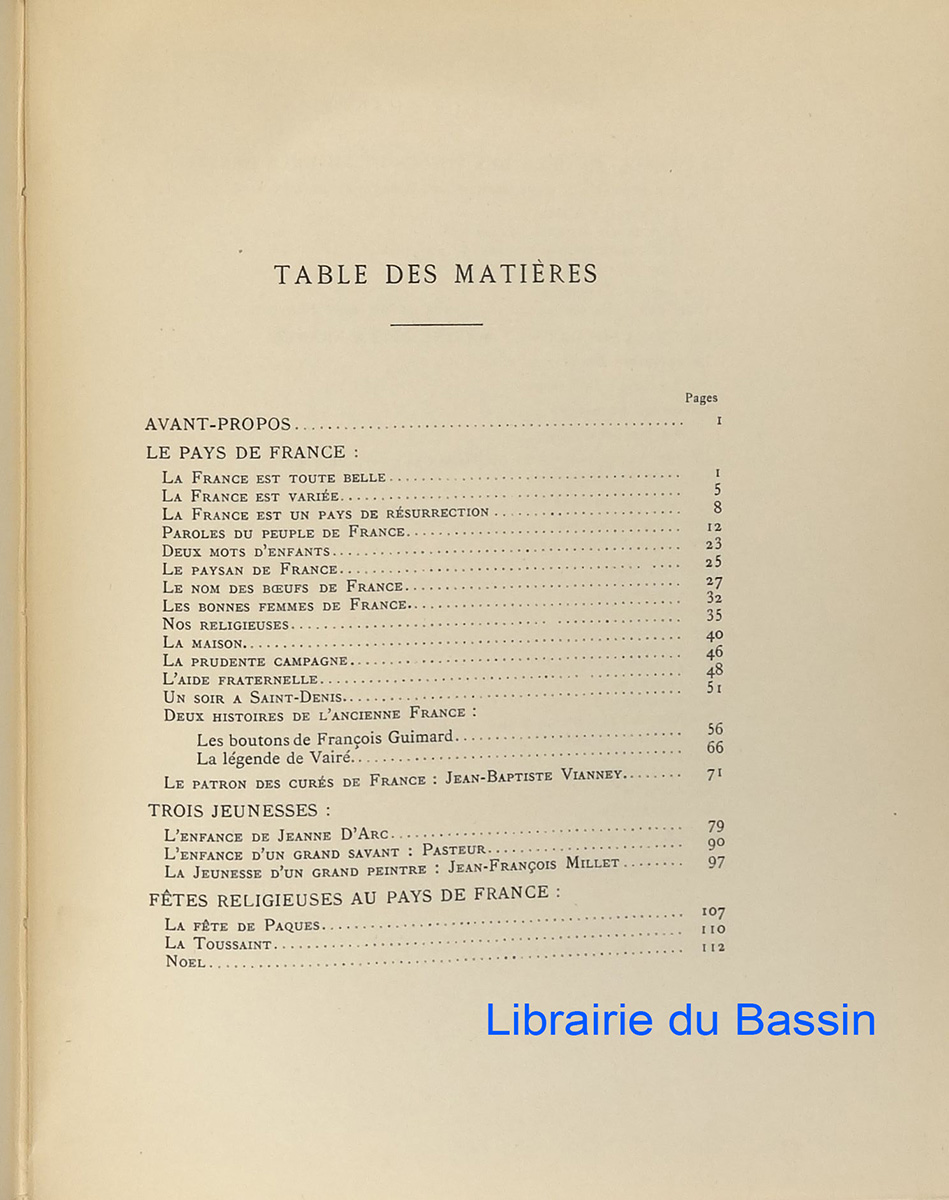 TABLE DES MATIÈRES
Pages
AVANT-PROPOS 1
LE PAYS DE FRANCE :
La France est toute belle 1
La France est variée 5
La France est un pays de résurrection 8
Paroles du peuple de France 12
Deux mots d'enfants 23
Le paysan de France 25
Le nom des bœufs de France 27
Les bonnes femmes de France 32
Nos religieuses 35
La maison 40
La prudente campagne 46
L'aide fraternelle 48
Un soir a Saint-Denis 51
Deux histoires de l'ancienne France :
Les boutons de François Guimard 56
La légende de Vairé 66
Le patron des curés de France : Jean-Baptiste Vianney 71
TROIS JEUNESSES :
L'enfance de Jeanne D'Arc 79
L'enfance d'un grand savant : Pasteur 90
La Jeunesse d'un grand peintre : Jean-François Millet 97
FÊTES RELIGIEUSES AU PAYS DE FRANCE :
La fête de Paques 107
La Toussaint 110
Noel 112
Librairie du Bassin